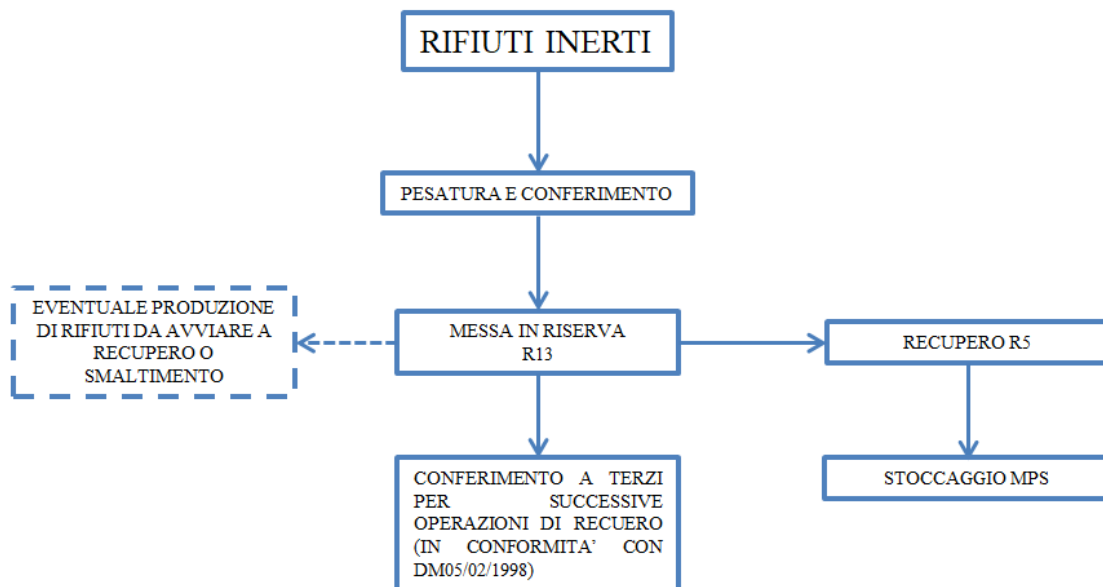 RIFIUTI INERTI
PESATURA E CONFERIMENTO
EVENTUALE PRODUZIONE
DI RIFIUTI DA AVVIARE A
RECUPERO O
SMALTIMENTO
MESSA IN RISERVA
R13
RECUPERO R5
CONFERIMENTO A TERZI
PER SUCCESSIVE
OPERAZIONI DI RECUERO
(IN CONFORMITA' CON
DM05/02/1998)
STOCCAGGIO MPS